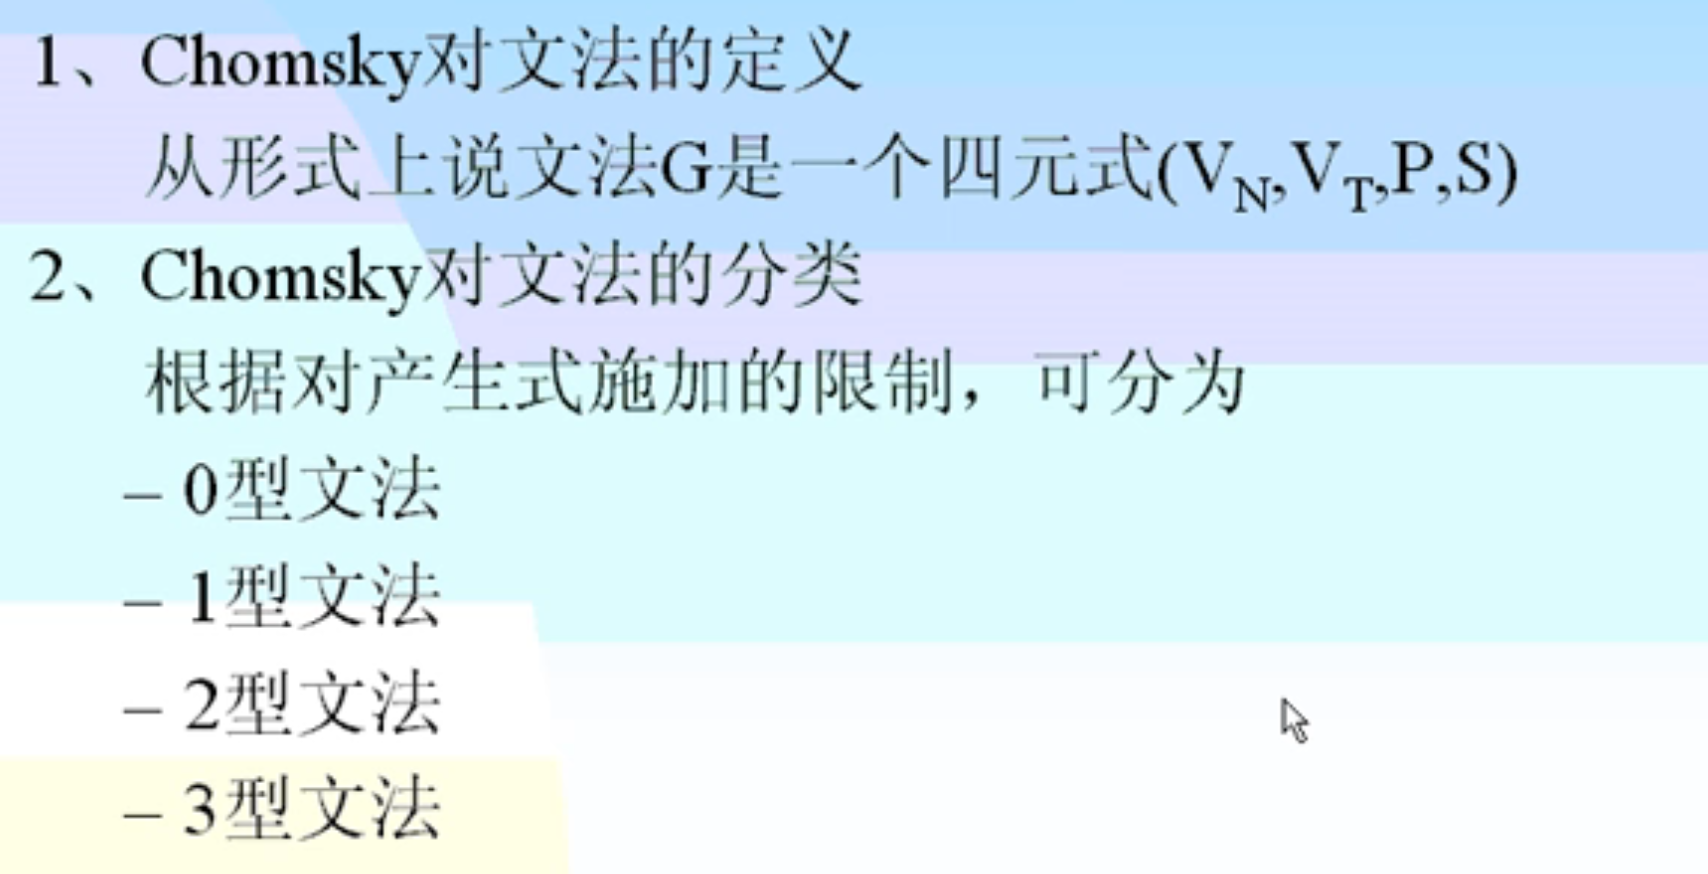 1、Chomsky对文法的定义
从形式上说文法G是一个四元式(V_N,V_T,P,S)
2、Chomsky对文法的分类
根据对产生式施加的限制，可分为
– 0型文法
– 1型文法
– 2型文法
– 3型文法